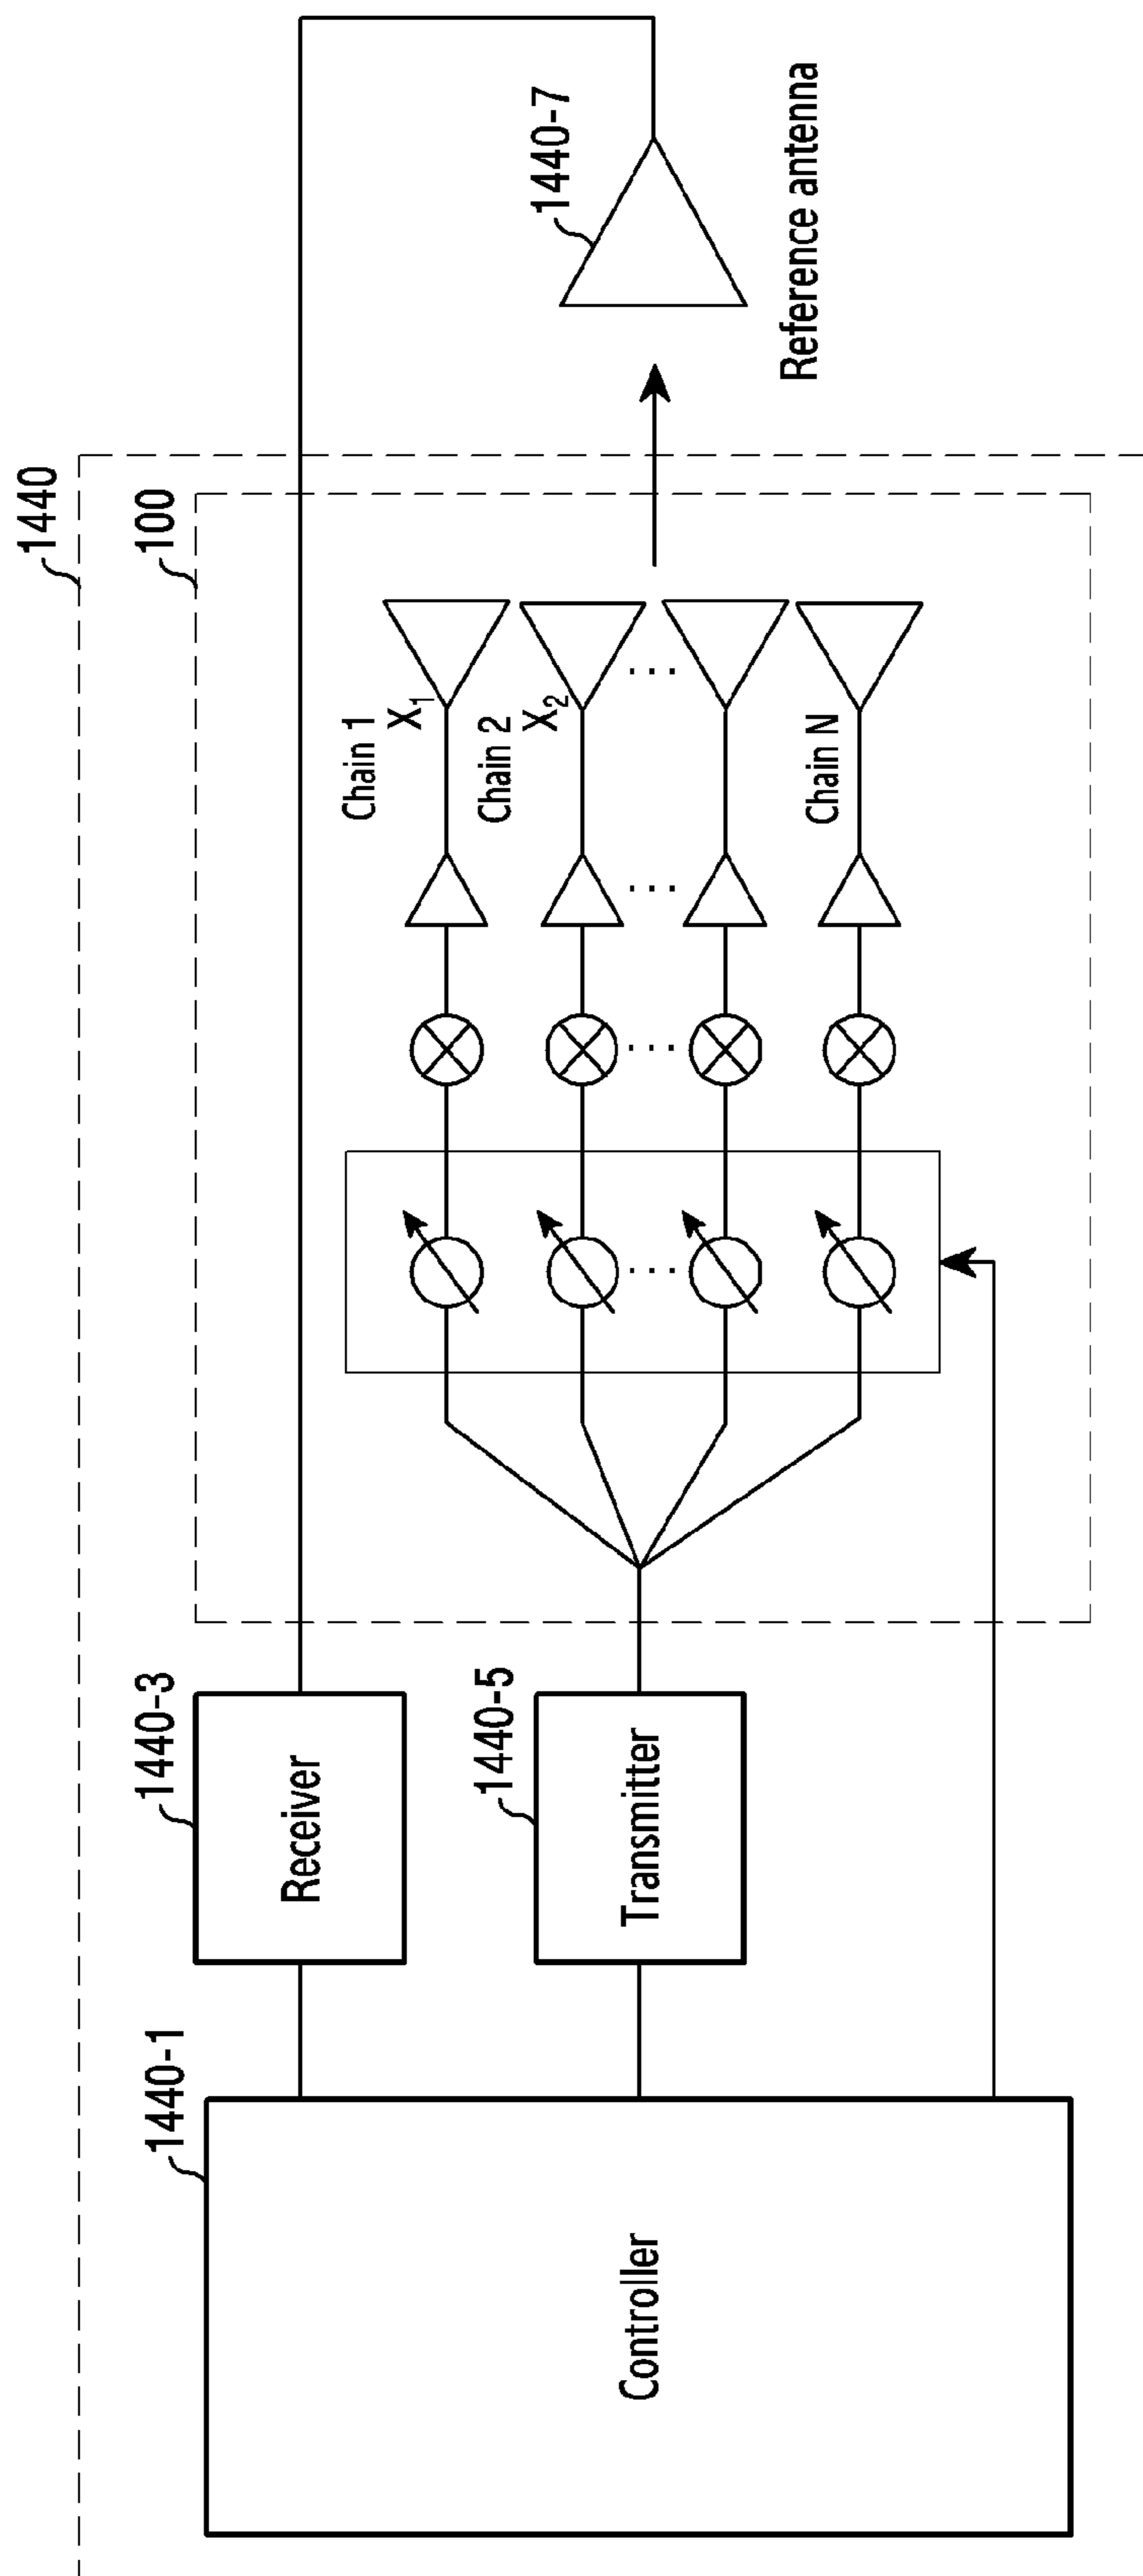 1440
100
1440-1
Controller
1440-3
Receiver
1440-5
Transmitter
Chain 1
X1
Chain 2
X2
...
...
...
...
Chain N
1440-7
Reference antenna